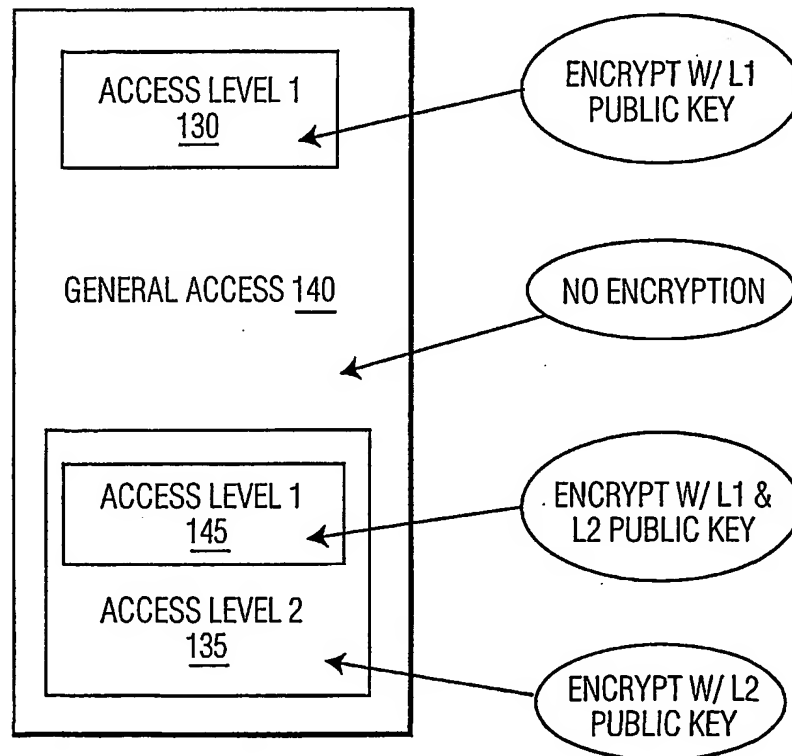 ACCESS LEVEL 1
130
ENCRYPT W/ L1
PUBLIC KEY
GENERAL ACCESS 140
NO ENCRYPTION
ACCESS LEVEL 1
145
ENCRYPT W/ L1 &
L2 PUBLIC KEY
ACCESS LEVEL 2
135
ENCRYPT W/ L2
PUBLIC KEY